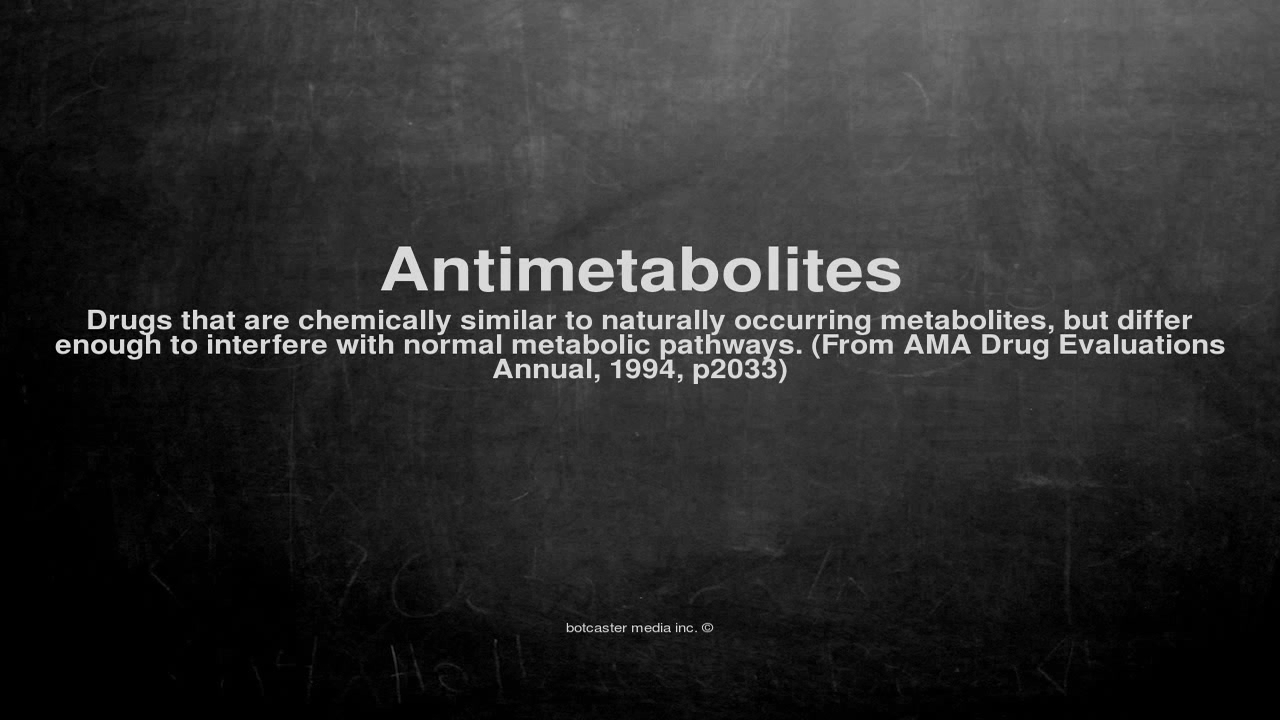 Antimetabolites
Drugs that are chemically similar to naturally occurring metabolites, but differ
enough to interfere with normal metabolic pathways. (From AMA Drug Evaluations
Annual, 1994, p2033)
botcaster media inc. ©